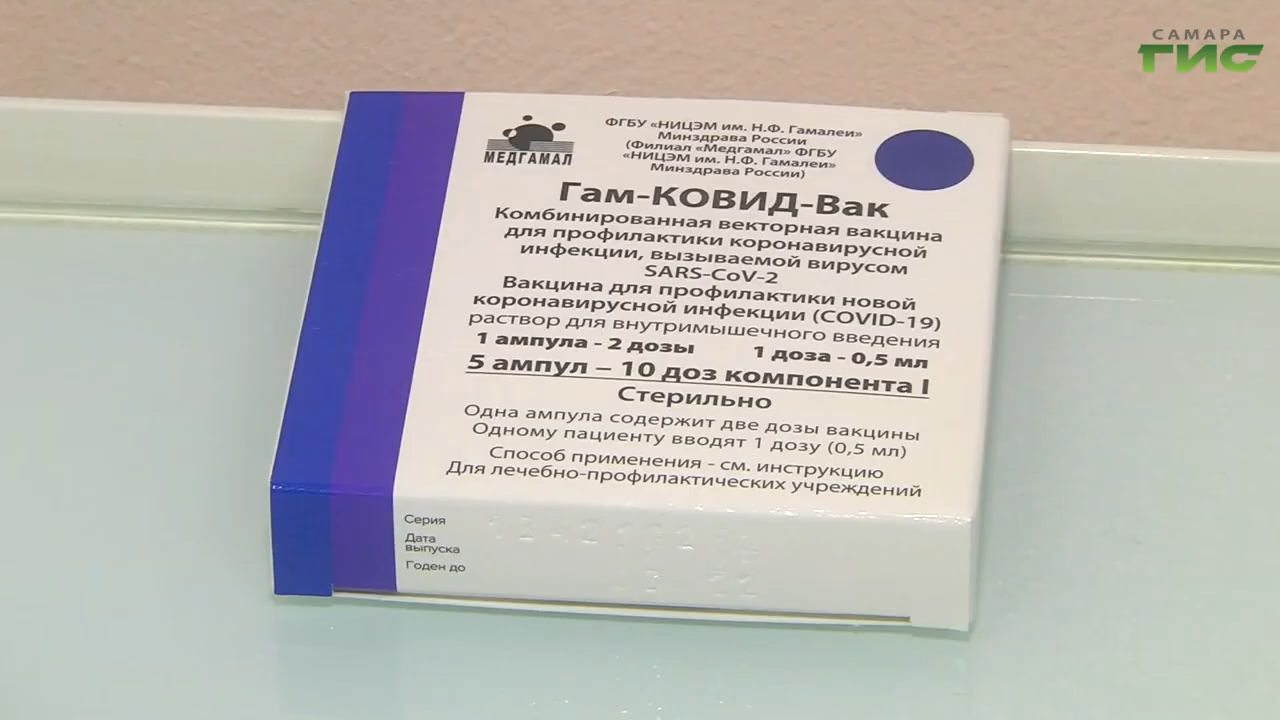 САМАРА
ГИС
МЕДГАМАЛ
ФГБУ «НИЦЭМ им. Н.Ф. Гамалеи»
Минздрава России
(Филиал «Медгамал» ФГБУ
«НИЦЭМ им. Н.Ф. Гамалеи»
Минздрава России)
Гам-КОВИД-Вак
Комбинированная векторная вакцина
для профилактики коронавирусной
инфекции, вызываемой вирусом
SARS-CoV-2
Вакцина для профилактики новой
коронавирусной инфекции (COVID-19)
раствор для внутримышечного введения
1 ампула - 2 дозы 1 доза - 0,5 мл
5 ампул – 10 доз компонента I
Стерильно
Одна ампула содержит две дозы вакцины
Одному пациенту вводят 1 дозу (0,5 мл)
Способ применения - см. инструкцию
Для лечебно-профилактических учреждений
Серия
Дата
выпуска
Годен до